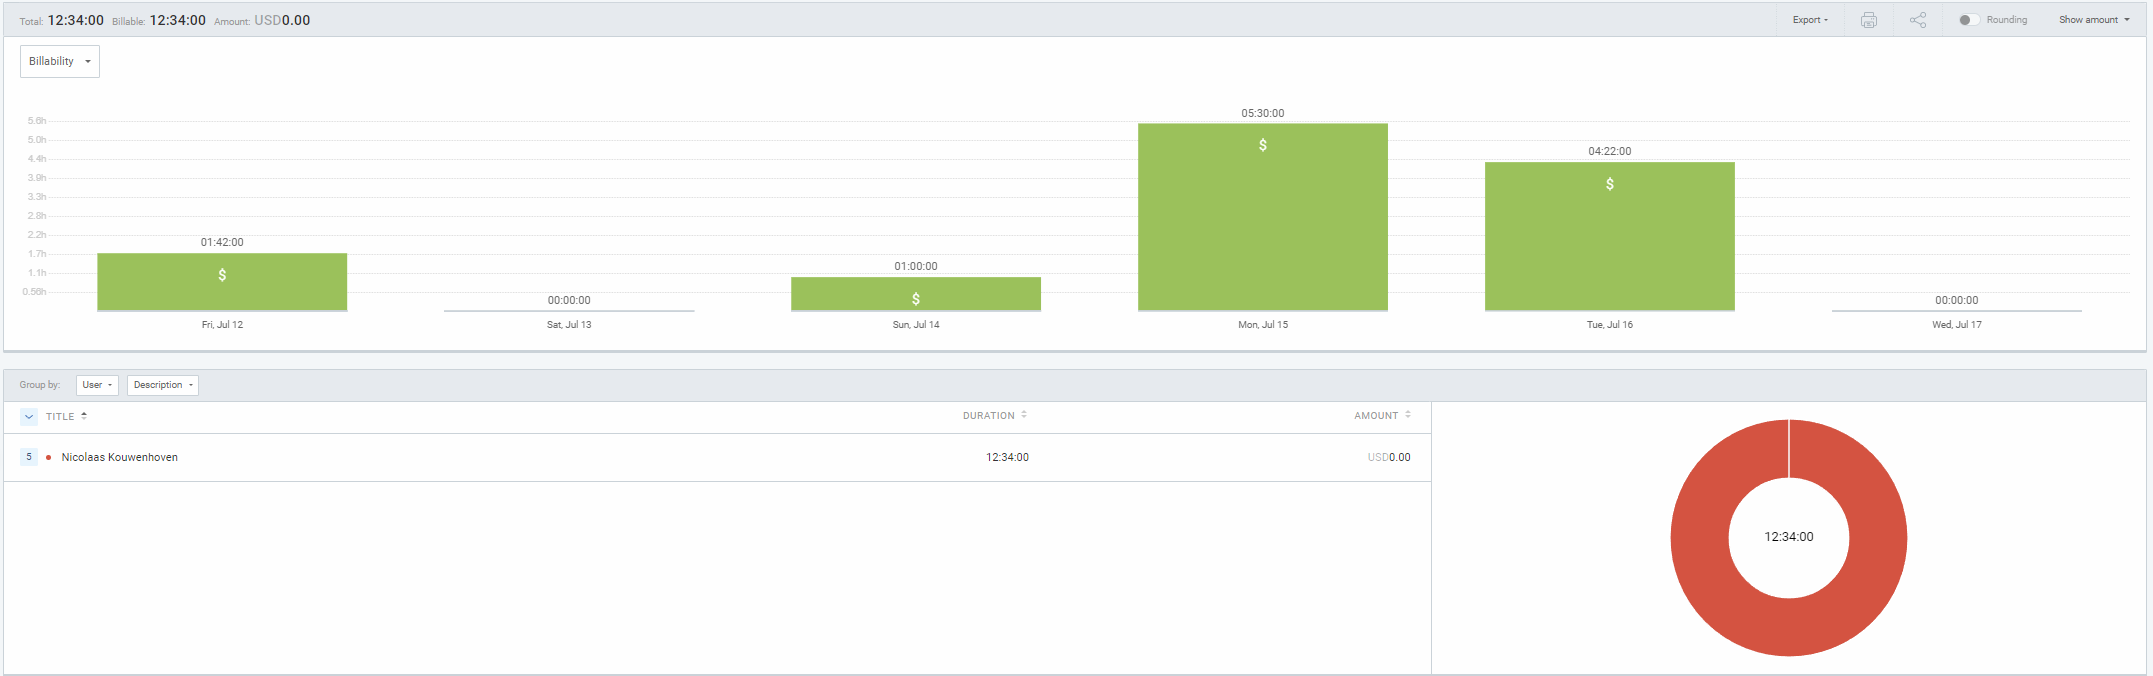 Total: 12:34:00 Billable: 12:34:00 Amount: USD0.00 Export Rounding Show amount
Billability
5.6h
5.0h
4.4h
3.9h
3.3h
2.8h
2.2h
1.7h
1.1h
0.56h
01:42:00
$
Fri, Jul 12
00:00:00
Sat, Jul 13
01:00:00
$
Sun, Jul 14
05:30:00
$
Mon, Jul 15
04:22:00
$
Tue, Jul 16
00:00:00
Wed, Jul 17
Group by: User Description
TITLE DURATION AMOUNT
5 Nicolaas Kouwenhoven 12:34:00 USD0.00
12:34:00